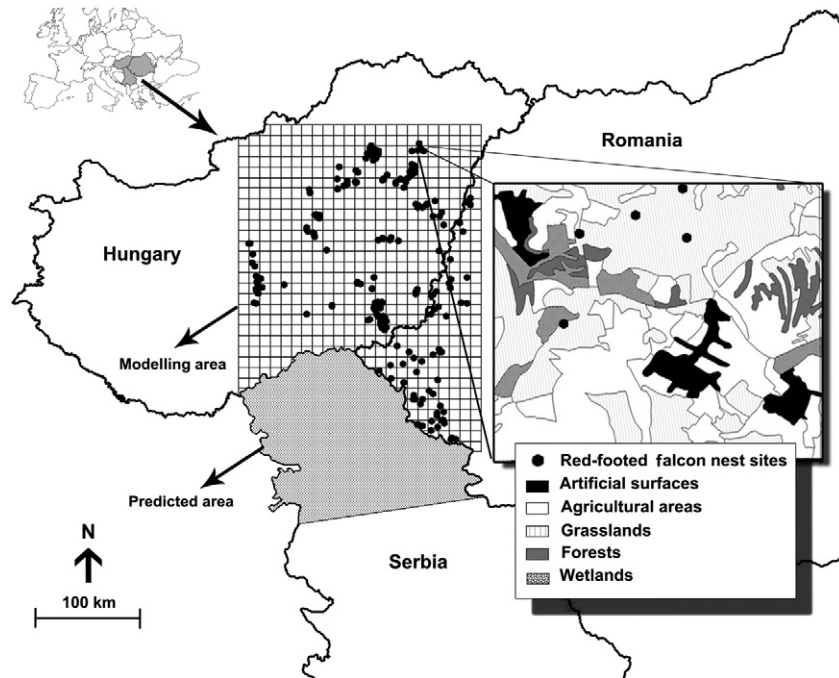 Romania
Hungary
Modelling area
Predicted area
N
100 km
Serbia
Red-footed falcon nest sites
Artificial surfaces
Agricultural areas
Grasslands
Forests
Wetlands